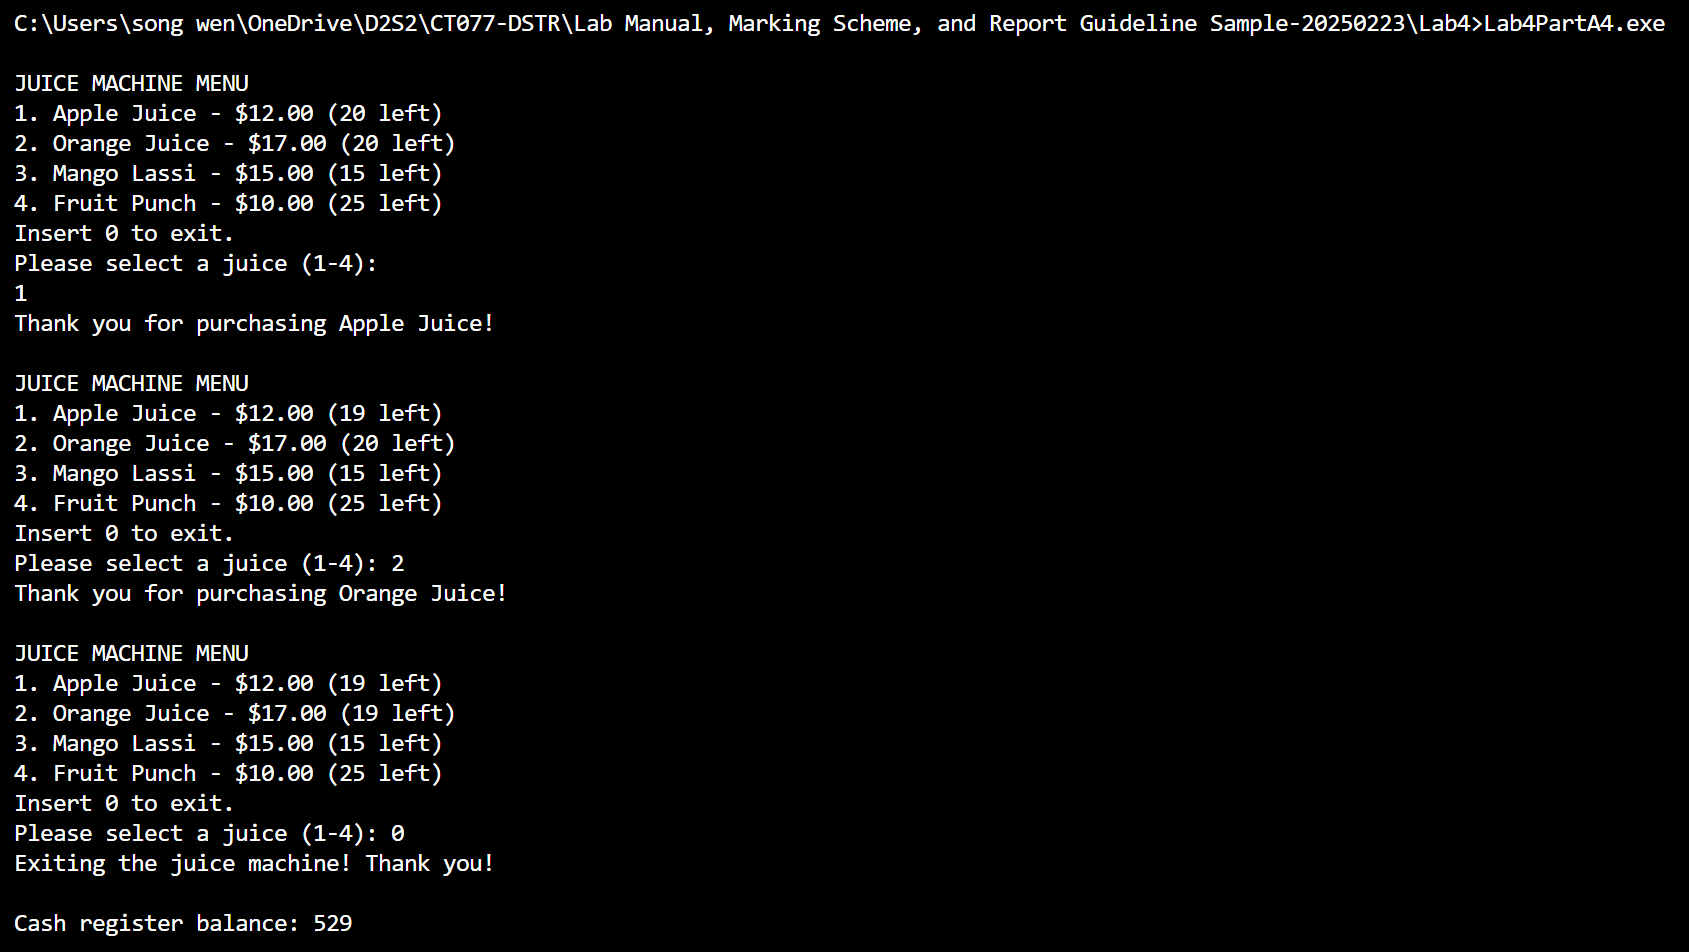 C:\Users\song wen\OneDrive\D2S2\CT077-DSTR\Lab Manual, Marking Scheme, and Report Guideline Sample-20250223\Lab4>Lab4PartA4.exe
JUICE MACHINE MENU
1. Apple Juice - $12.00 (20 left)
2. Orange Juice - $17.00 (20 left)
3. Mango Lassi - $15.00 (15 left)
4. Fruit Punch - $10.00 (25 left)
Insert 0 to exit.
Please select a juice (1-4):
1
Thank you for purchasing Apple Juice!
JUICE MACHINE MENU
1. Apple Juice - $12.00 (19 left)
2. Orange Juice - $17.00 (20 left)
3. Mango Lassi - $15.00 (15 left)
4. Fruit Punch - $10.00 (25 left)
Insert 0 to exit.
Please select a juice (1-4): 2
Thank you for purchasing Orange Juice!
JUICE MACHINE MENU
1. Apple Juice - $12.00 (19 left)
2. Orange Juice - $17.00 (19 left)
3. Mango Lassi - $15.00 (15 left)
4. Fruit Punch - $10.00 (25 left)
Insert 0 to exit.
Please select a juice (1-4): 0
Exiting the juice machine! Thank you!
Cash register balance: 529